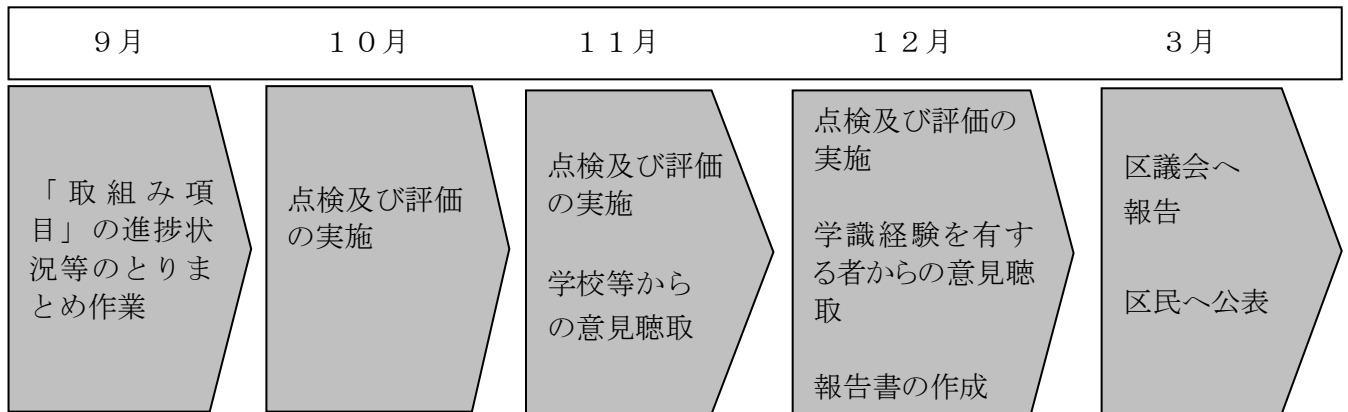 ９月
１０月
１１月
１２月
３月
「取組み項
目」の進捗状
況等のとりま
とめ作業
点検及び評価
の実施
点検及び評価
の実施
学校等から
の意見聴取
点検及び評価の
実施
学識経験を有す
る者からの意見聴
取
報告書の作成
区議会へ
報告
区民へ公表